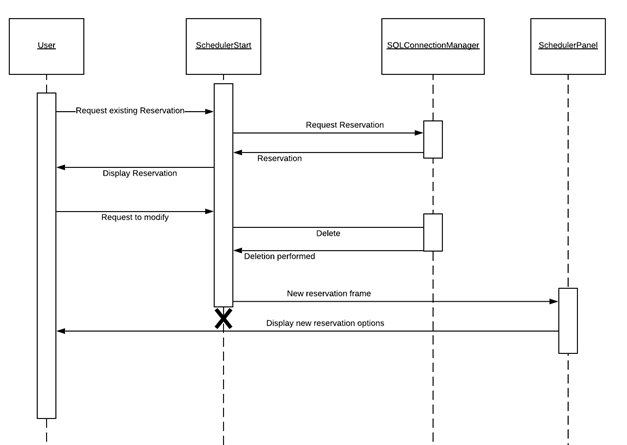 User
SchedulerStart
SQLConnectionManager
SchedulerPanel
Request existing Reservation
Request Reservation
Reservation
Display Reservation
Request to modify
Delete
Deletion performed
New reservation frame
Display new reservation options